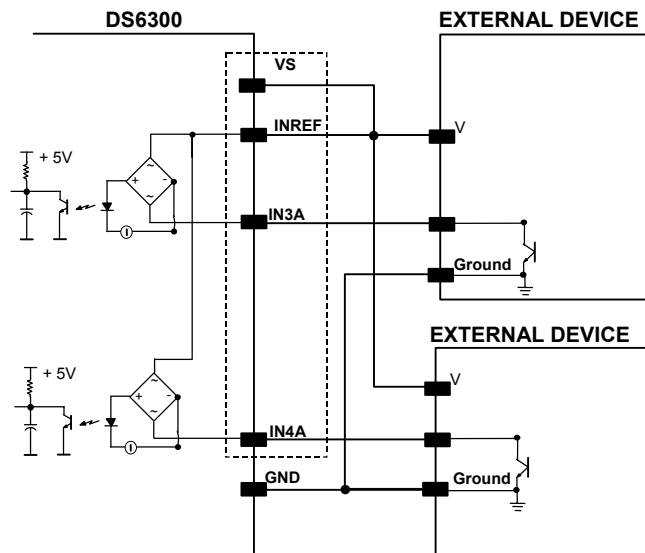 DS6300
EXTERNAL DEVICE
VS
INREF
V
+ 5V
+ -
~
~
IN3A
I
Ground
EXTERNAL DEVICE
+ 5V
V
~
+ -
~
IN4A
I
Ground
GND